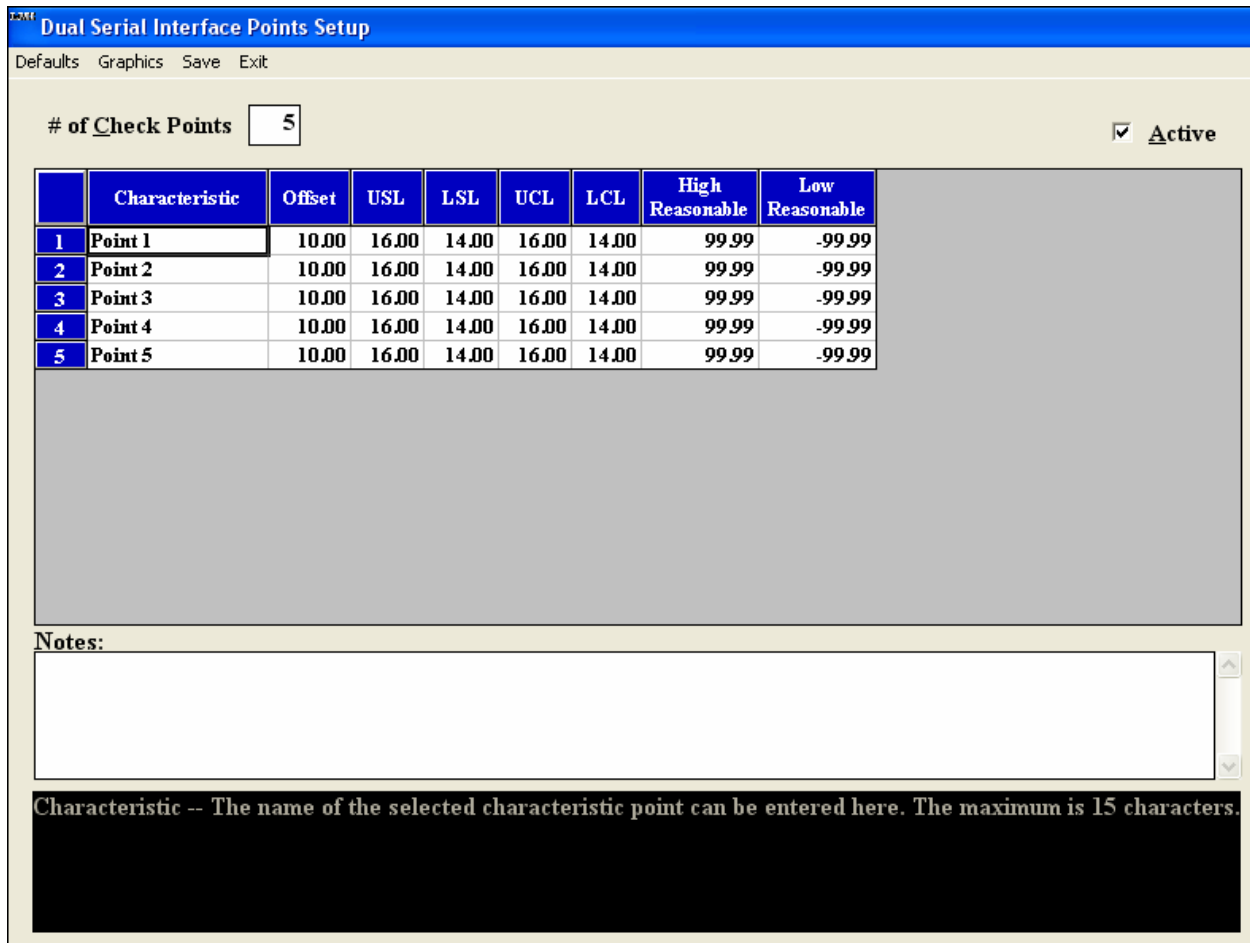 Dual Serial Interface Points Setup
Defaults Graphics Save Exit
# of Check Points 5
Active
Characteristic Offset USL LSL UCL LCL High Reasonable Low Reasonable
1 Point 1 10.00 16.00 14.00 16.00 14.00 99.99 -99.99
2 Point 2 10.00 16.00 14.00 16.00 14.00 99.99 -99.99
3 Point 3 10.00 16.00 14.00 16.00 14.00 99.99 -99.99
4 Point 4 10.00 16.00 14.00 16.00 14.00 99.99 -99.99
5 Point 5 10.00 16.00 14.00 16.00 14.00 99.99 -99.99
Notes:
Characteristic -- The name of the selected characteristic point can be entered here. The maximum is 15 characters.